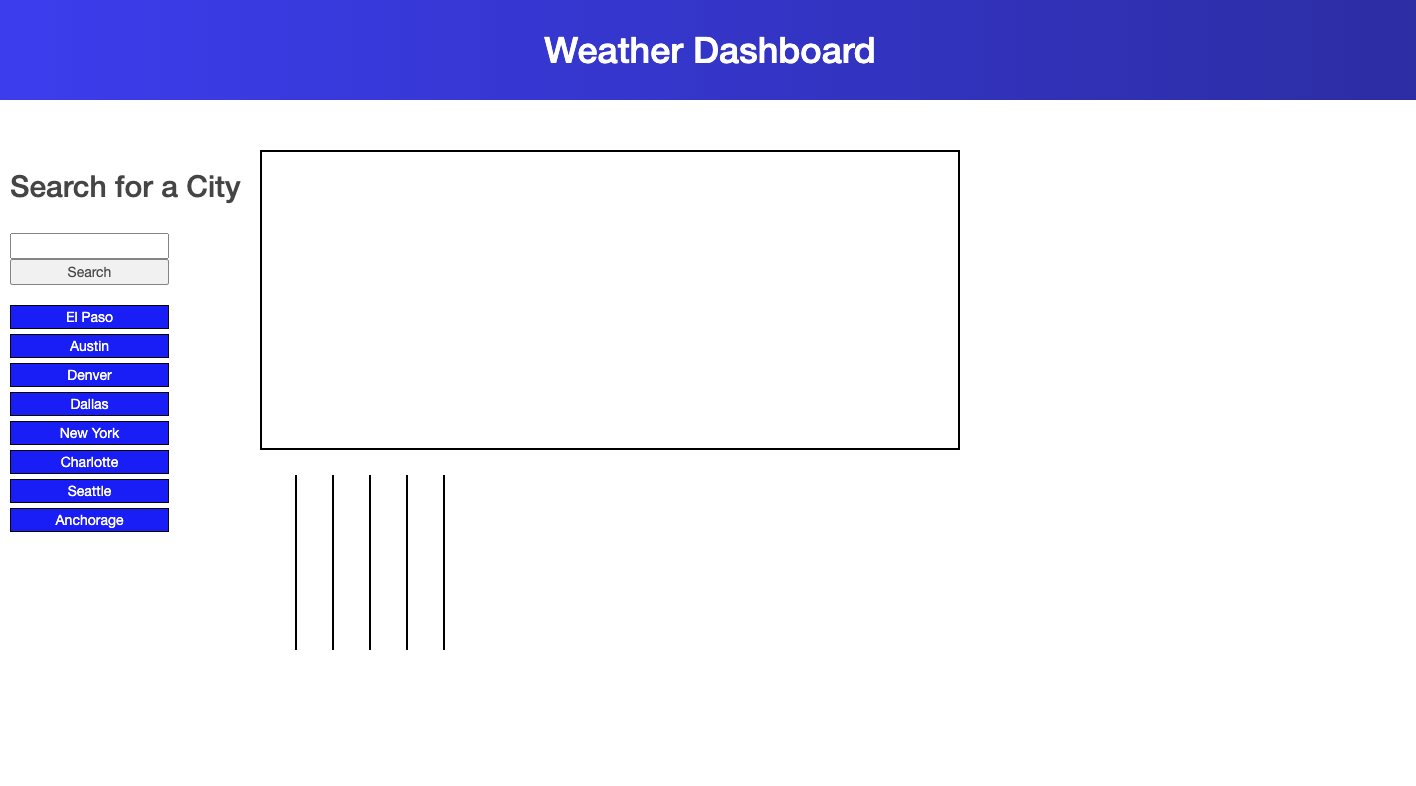 Weather Dashboard
Search for a City
Search
El Paso
Austin
Denver
Dallas
New York
Charlotte
Seattle
Anchorage